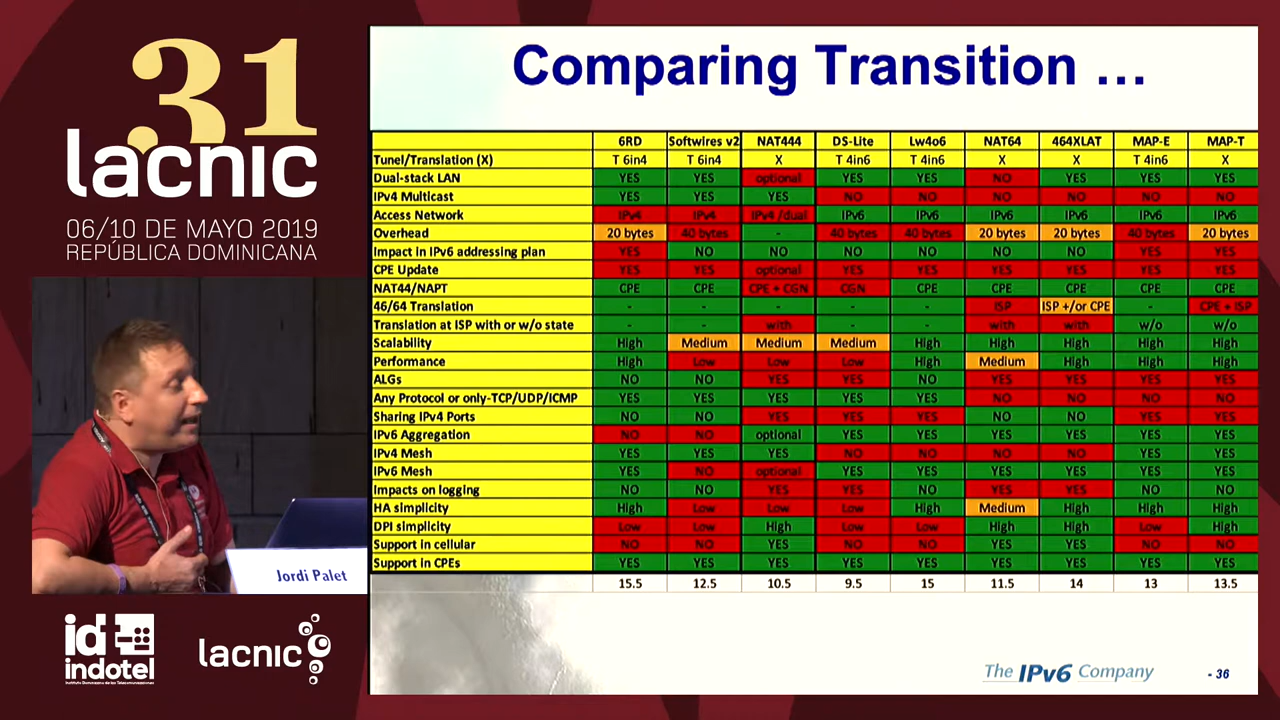 31
lacnic
06/10 DE MAYO 2019
REPÚBLICA DOMINICANA
Jordi Palet
id
indotel
lacnic
Comparing Transition ...
6RD Softwires v2 NAT444 DS-Lite Lw4o6 NAT64 464XLAT MAP-E MAP-T
Tunel/Translation (X) T 6in4 T 6in4 X T 4in6 T 4in6 X X T 4in6 X
Dual-stack LAN YES YES optional YES YES NO YES YES YES
IPv4 Multicast YES YES YES NO NO NO NO NO NO
Access Network IPv4 IPv4 IPv4 /dual IPv6 IPv6 IPv6 IPv6 IPv6 IPv6
Overhead 20 bytes 40 bytes - 40 bytes 40 bytes 20 bytes 20 bytes 40 bytes 20 bytes
Impact in IPv6 addressing plan YES NO NO NO NO NO NO YES YES
CPE Update YES YES optional YES YES YES YES YES YES
NAT44/NAPT CPE CPE CPE + CGN CGN CPE CPE CPE CPE CPE
46/64 Translation - - - - - ISP ISP +/or CPE - CPE + ISP
Translation at ISP with or w/o state - - with - - with with w/o w/o
Scalability High Medium Medium Medium High High High High High
Performance High Low Low Low High Medium High High High
ALGs NO NO YES YES NO YES YES YES YES
Any Protocol or only-TCP/UDP/ICMP YES YES YES YES YES NO NO NO NO
Sharing IPv4 Ports NO NO YES YES YES NO NO YES YES
IPv6 Aggregation NO NO optional YES YES YES YES YES YES
IPv4 Mesh YES YES YES NO NO NO NO YES YES
IPv6 Mesh YES NO optional YES YES YES YES YES YES
Impacts on logging NO NO YES YES NO YES YES NO NO
HA simplicity High Low Low Low High Medium High High High
DPI simplicity Low Low High Low Low High High Low High
Support in cellular NO NO YES NO NO YES YES NO NO
Support in CPEs YES YES YES YES YES YES YES YES YES
15.5 12.5 10.5 9.5 15 11.5 14 13 13.5
The IPv6 Company
- 36